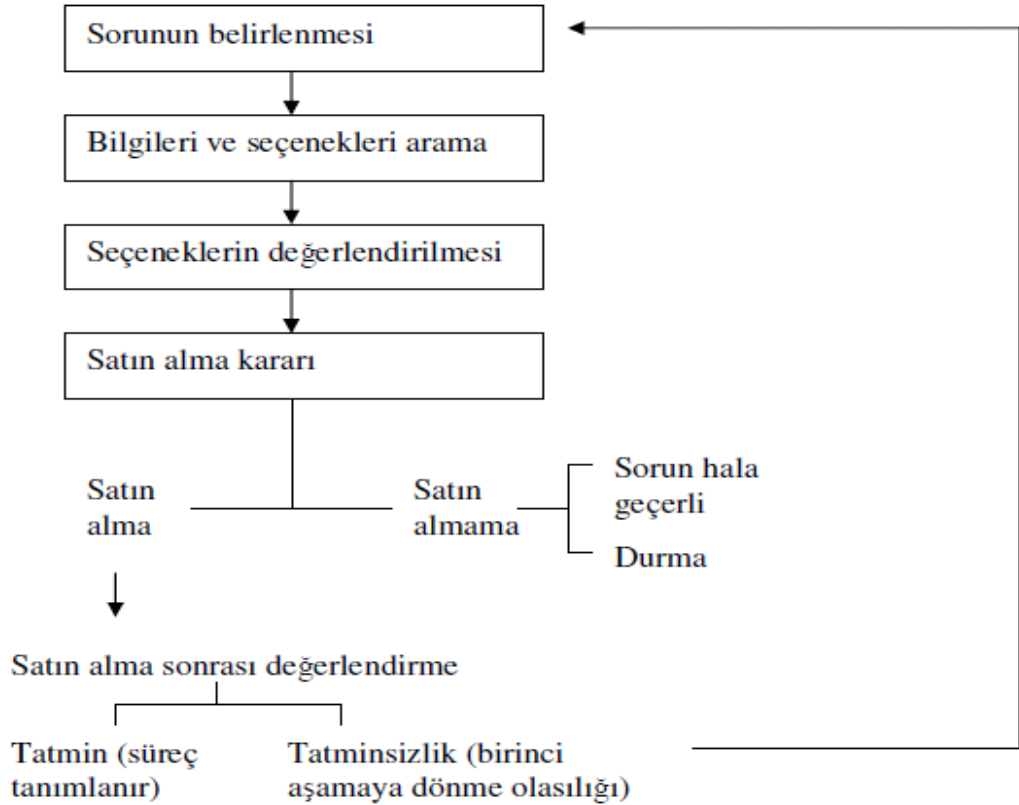 Sorunun belirlenmesi
Bilgileri ve seçenekleri arama
Seçeneklerin değerlendirilmesi
Satın alma kararı
Satın
alma
Satın
almama
Sorun hala
geçerli
Durma
Satın alma sonrası değerlendirme
Tatmin (süreç
tanımlanır)
Tatminsizlik (birinci
aşamaya dönme olasılığı)